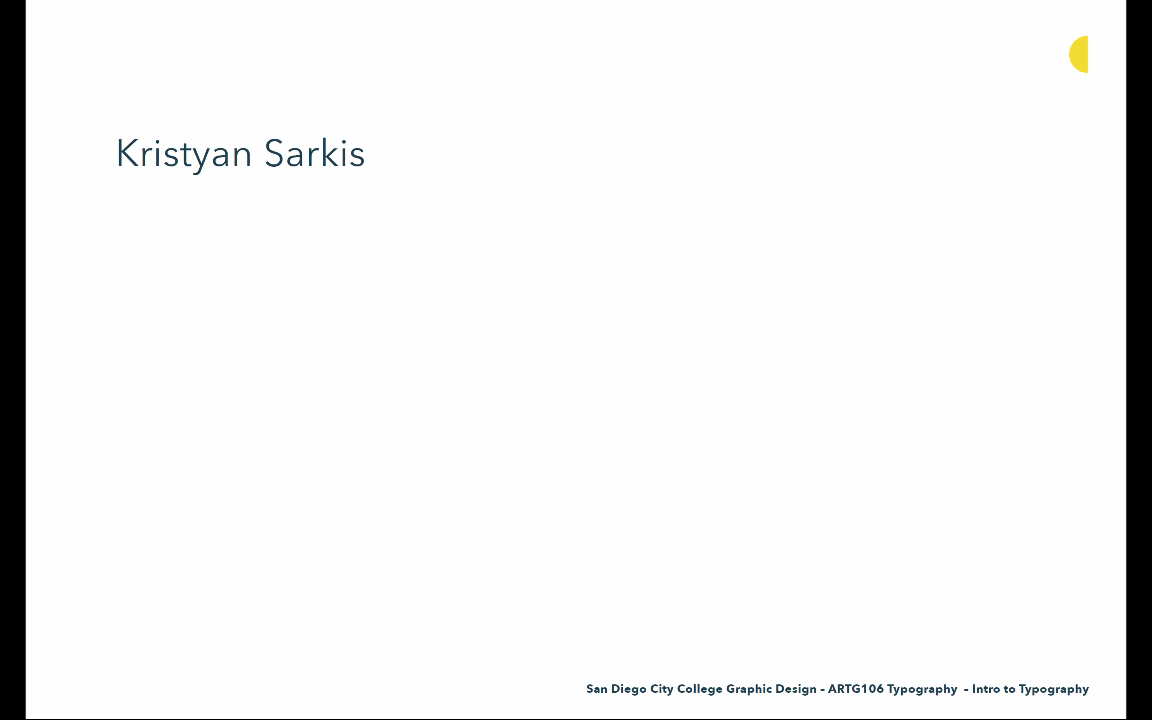 Kristyan Sarkis
San Diego City College Graphic Design – ARTG106 Typography – Intro to Typography